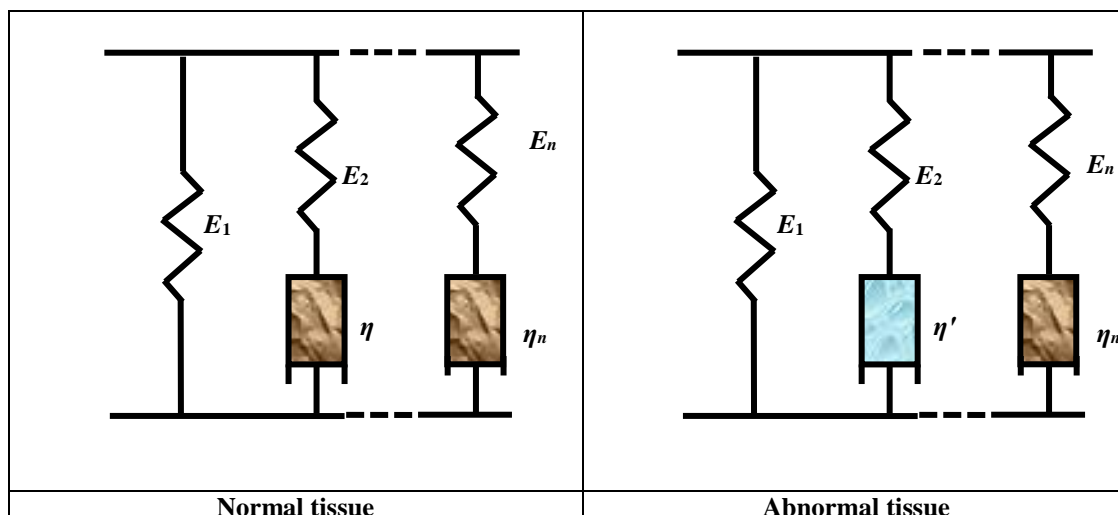 E1
E2
En
η
ηn
Normal tissue
E1
E2
En
η'
ηn
Abnormal tissue